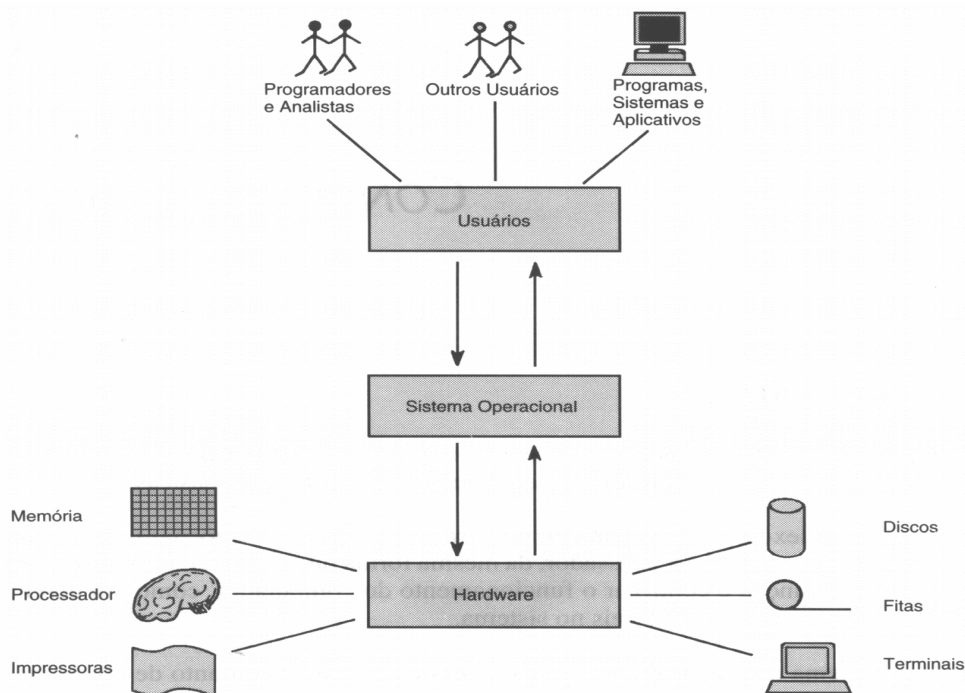 Programadores
e Analistas
Outros Usuários
Programas,
Sistemas e
Aplicativos
Usuários
Sistema Operacional
Memória
Processador
Impressoras
Hardware
Discos
Fitas
Terminais